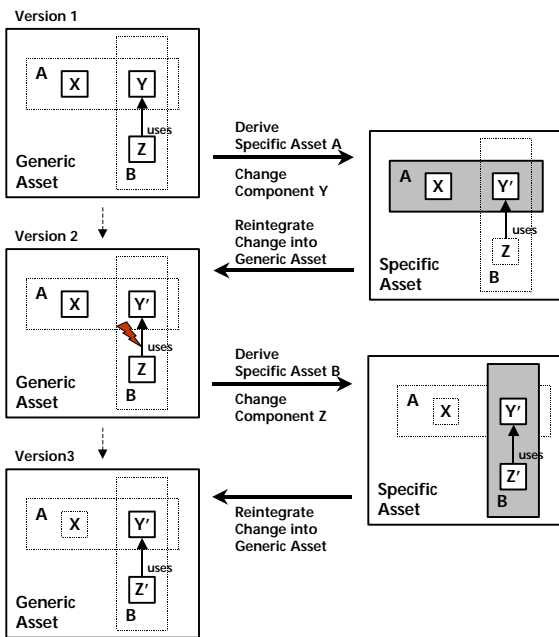 Version 1
A
X
Y
uses
Z
B
Generic
Asset
Derive
Specific Asset A
Change
Component Y
A
X
Y'
uses
Z
B
Specific
Asset
Reintegrate
Change into
Generic Asset
Version 2
A
X
Y'
uses
Z
B
Generic
Asset
Derive
Specific Asset B
Change
Component Z
A
X
Y'
uses
Z'
B
Specific
Asset
Reintegrate
Change into
Generic Asset
Version3
A
X
Y'
uses
Z'
B
Generic
Asset